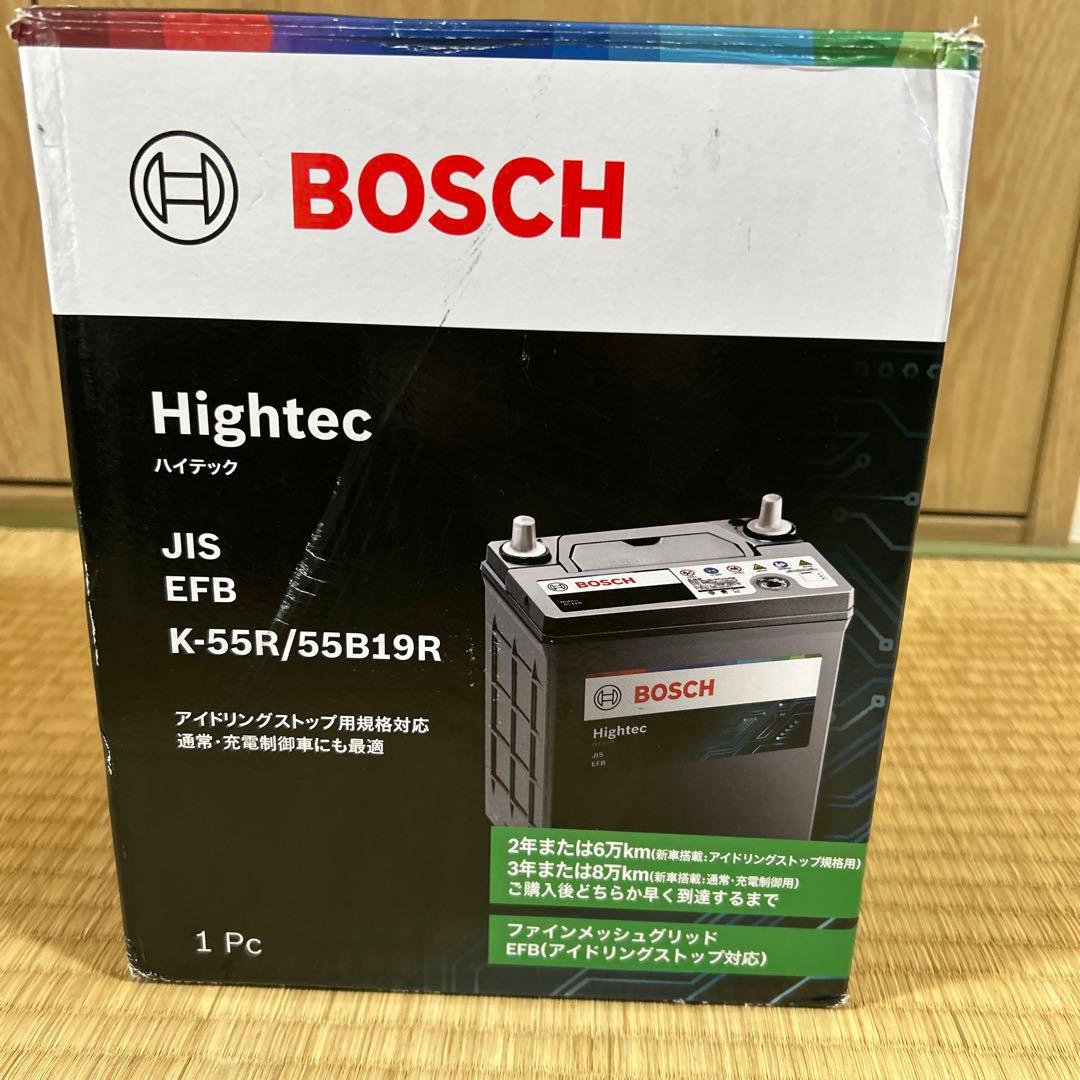 BOSCH
Hightec
ハイテック
JIS
EFB
K-55R/55B19R
アイドリングストップ用規格対応
通常・充電制御車にも最適
BOSCH
BOSCH
Hightec
JIS
EFB
2年または6万km(新車搭載:アイドリングストップ規格用)
3年または8万km(新車搭載:通常・充電制御用)
ご購入後どちらか早く到達するまで
ファインメッシュグリッド
EFB(アイドリングストップ対応)
1 Pc